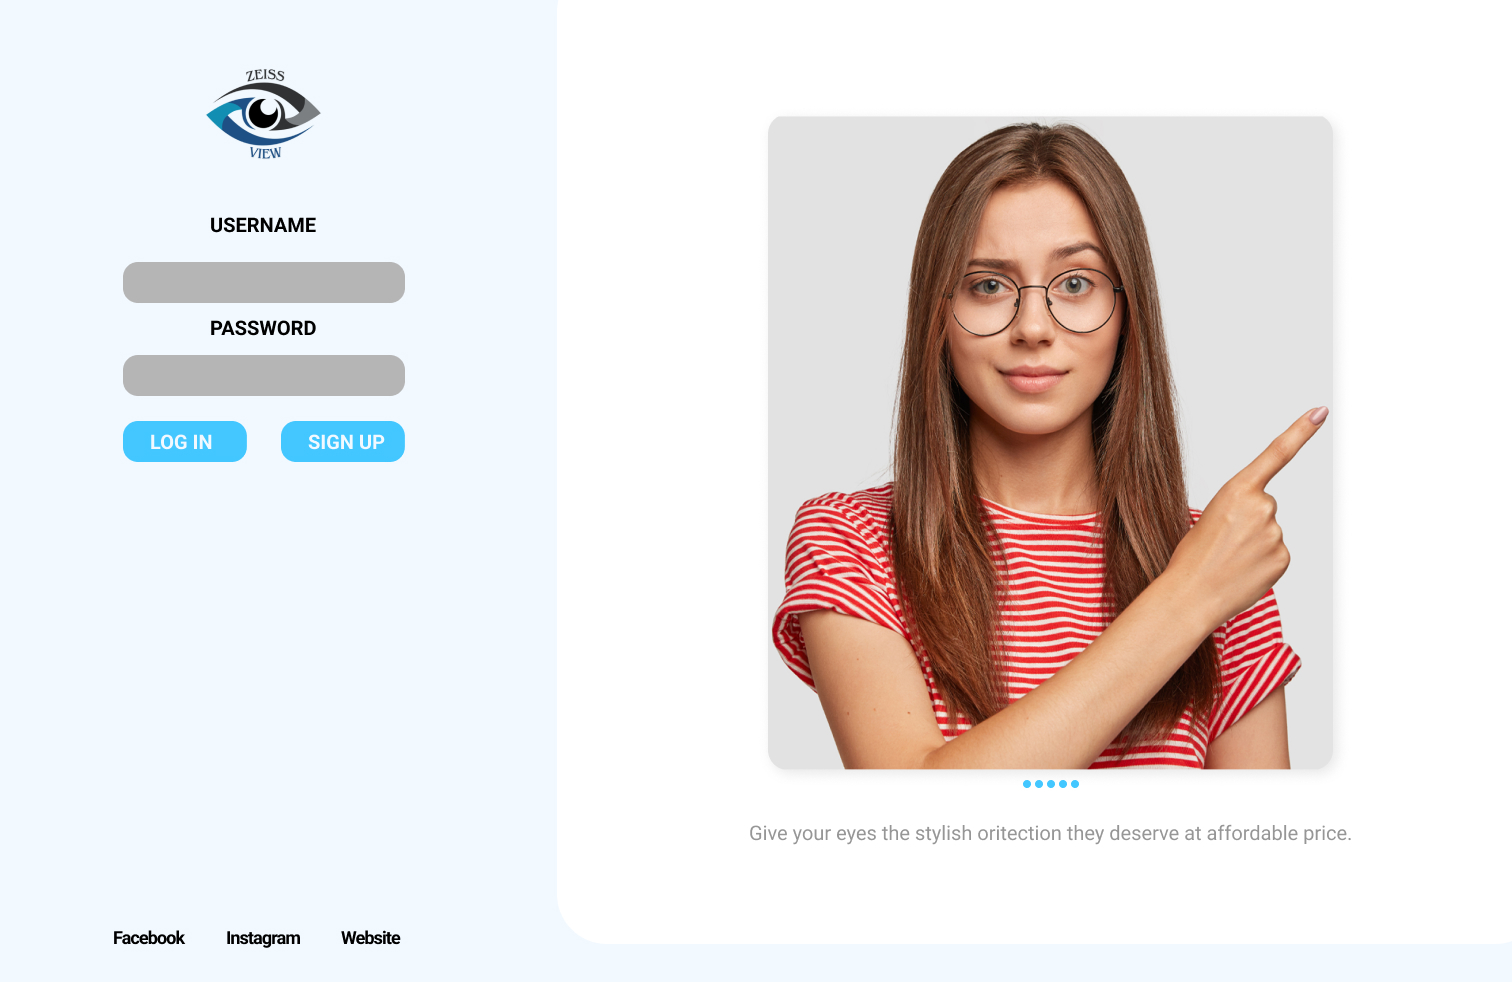 ZEISS
VIEW
USERNAME
PASSWORD
LOG IN
SIGN UP
Give your eyes the stylish oritection they deserve at affordable price.
Facebook
Instagram
Website